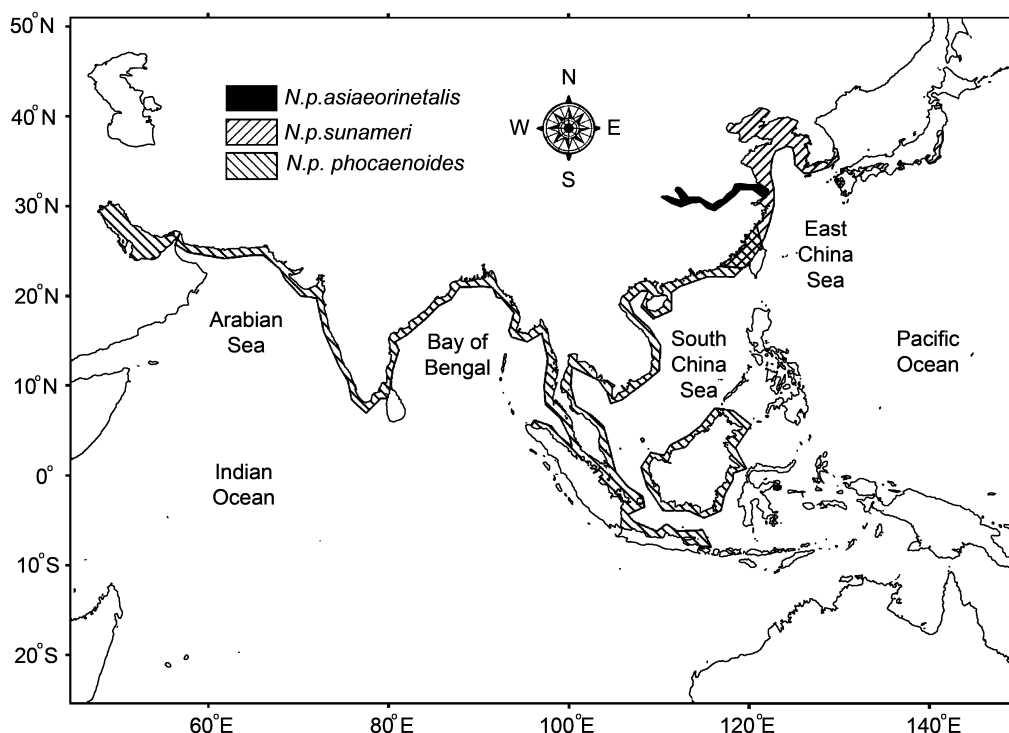 50°N
40°N
30°N
20°N
10°N
0°
10°S
20°S
N.p.asiaeorinetalis
N.p.sunameri
N.p. phocaenoides
N
W
E
S
East
China
Sea
Arabian
Sea
Bay of
Bengal
South
China
Sea
Pacific
Ocean
Indian
Ocean
60°E
80°E
100°E
120°E
140°E